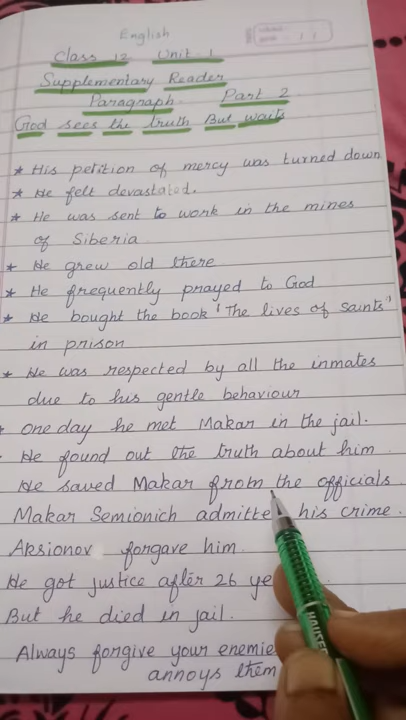 English
Class 12 Unit 1
Supplementary Reader
Paragraph Part 2
God sees the truth But waits
* His petition of mercy was turned down
* He felt devastated.
* He was sent to work in the mines
of Siberia
* He grew old there
* He frequently prayed to God
* He bought the book 'The lives of Saints'
in prison
* He was respected by all the inmates
due to his gentle behaviour
* One day he met Makar in the jail.
He found out the truth about him
He saved Makar from the officials
Makar Semionich admitte his crime.
Aksionov forgave him
He got justice after 26 ye
But he died in jail.
Always forgive your enemie
annoys them